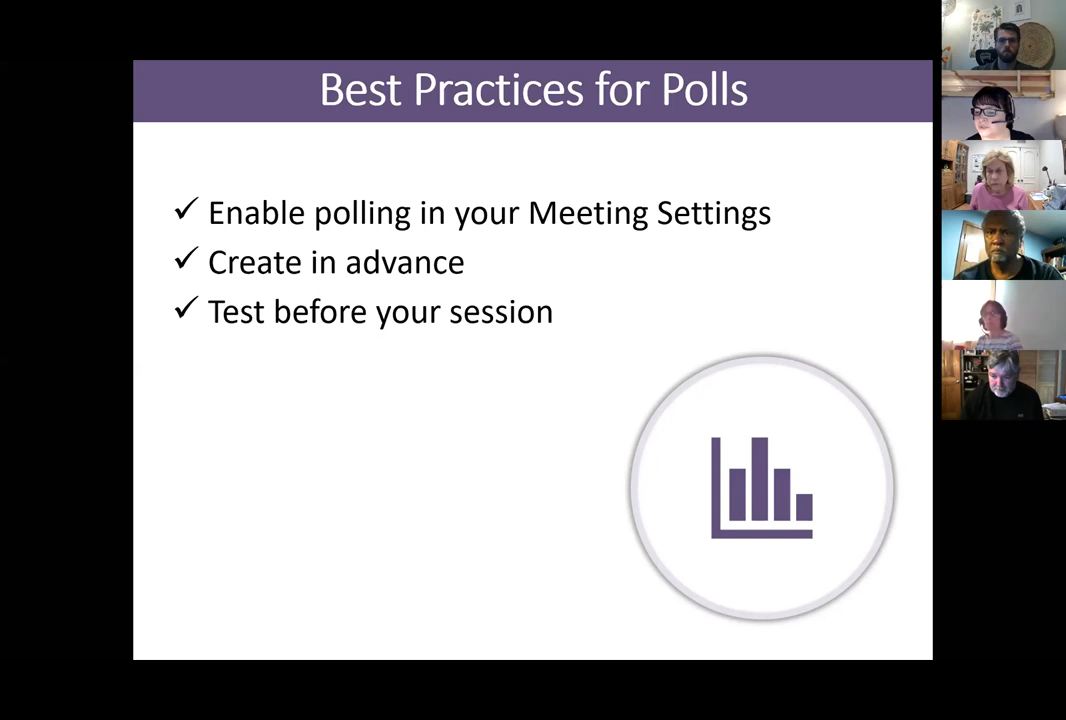 Best Practices for Polls
✓ Enable polling in your Meeting Settings
✓ Create in advance
✓ Test before your session